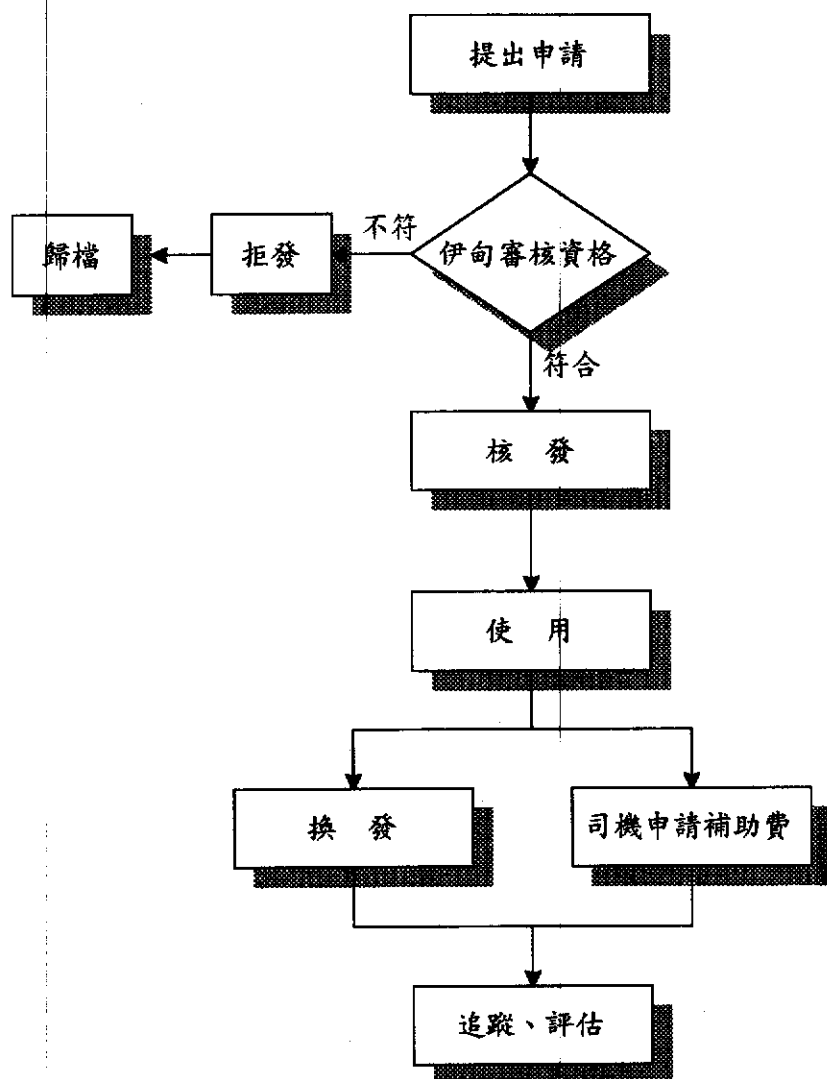 提出申請
伊甸審核資格
不符
拒發
歸檔
符合
核 發
使 用
換 發
司機申請補助費
追蹤、評估